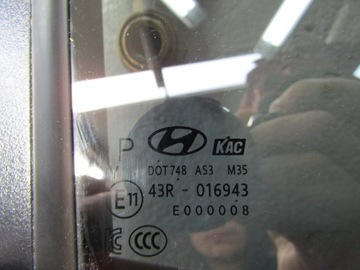 P KAC
DOT748 AS3 M35
E11 43R - 016943
E000008
CCC